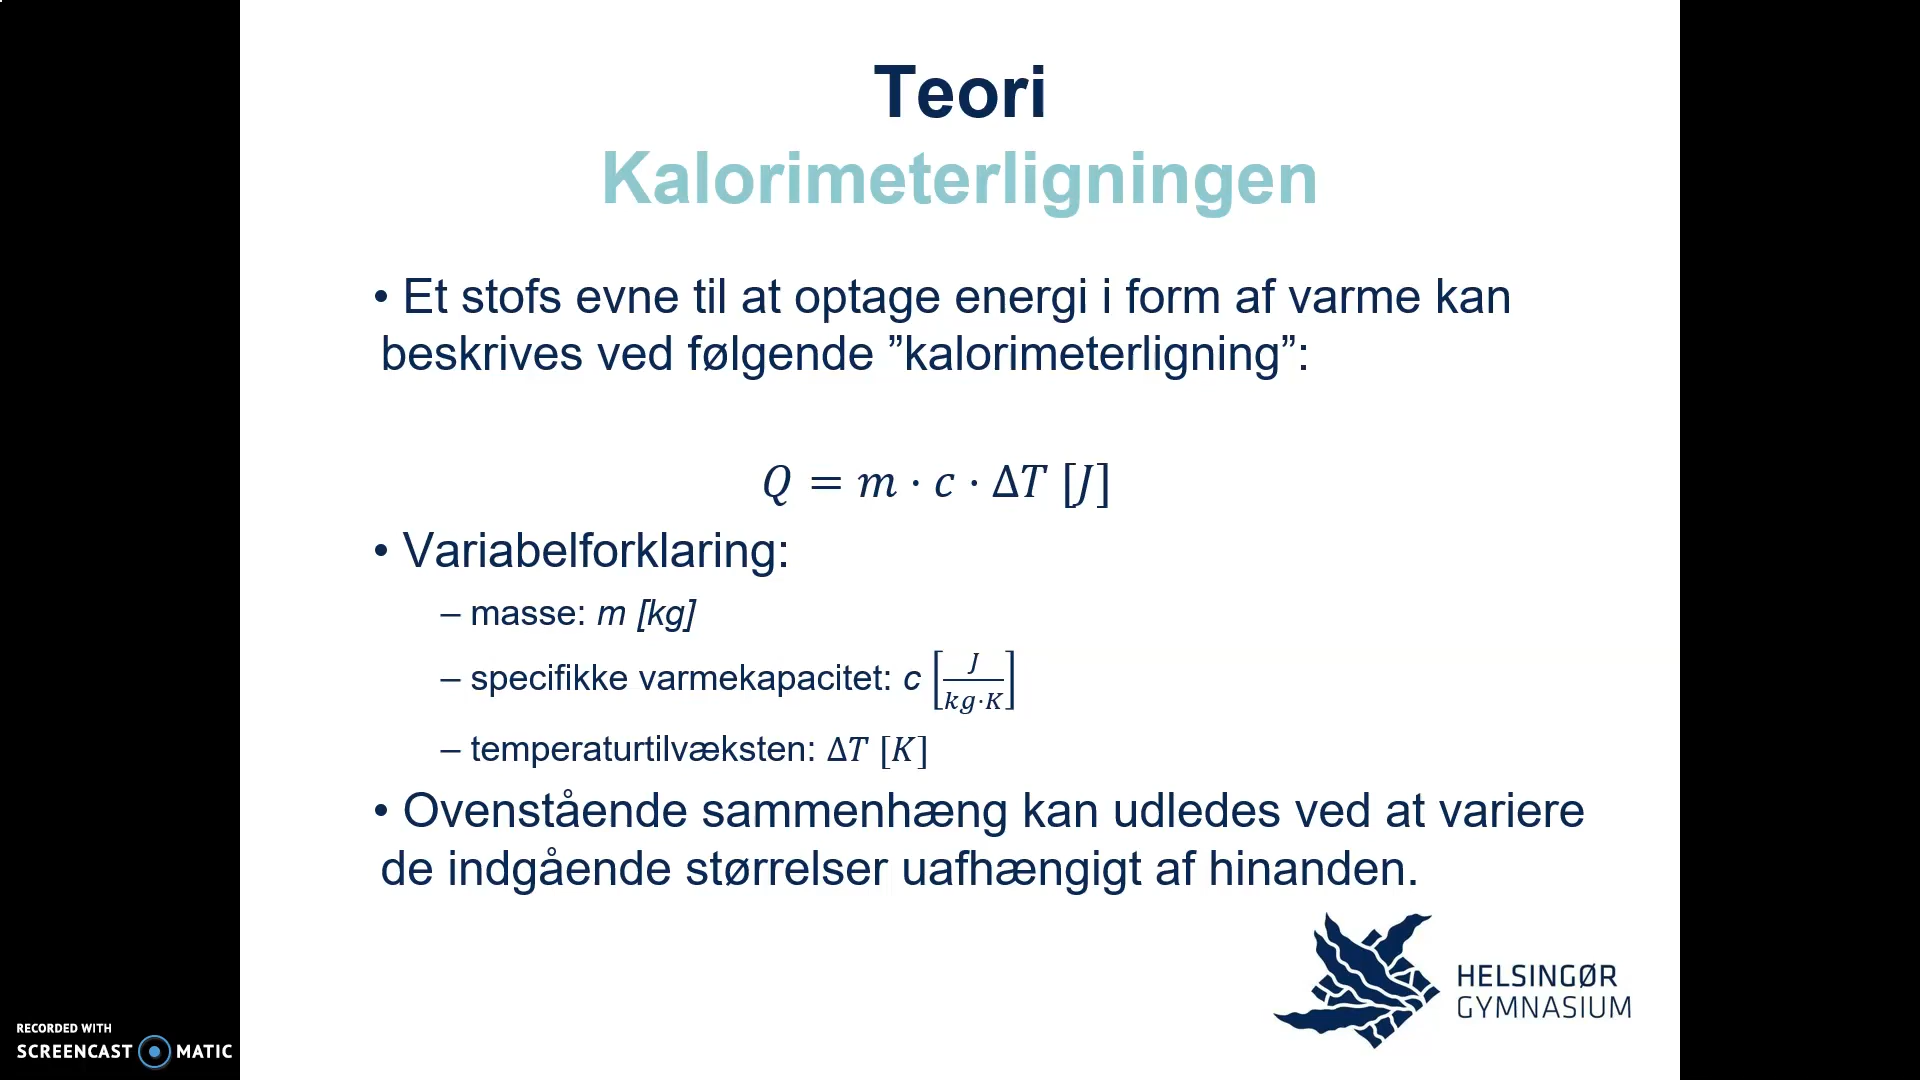 Teori
Kalorimeterligningen
• Et stofs evne til at optage energi i form af varme kan
beskrives ved følgende ”kalorimeterligning”:
Q = m · c · ΔT [J]
• Variabelforklaring:
– masse: m [kg]
– specifikke varmekapacitet: c [J/kg·K]
– temperaturtilvæksten: ΔT [K]
• Ovenstående sammenhæng kan udledes ved at variere
de indgående størrelser uafhængigt af hinanden.
HELSINGØR
GYMNASIUM
RECORDED WITH
SCREENCAST MATIC